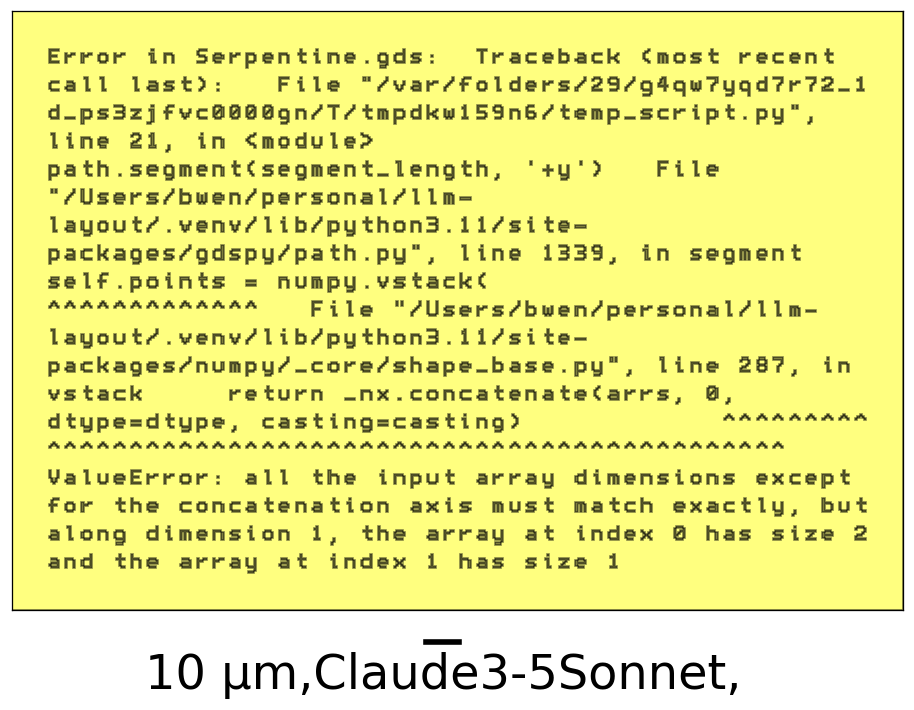 Error in Serpentine.gds:  Traceback (most recent
call last):   File "/var/folders/29/g4qw7yqd7r72_1
d_ps3zjfvc0000gn/T/tmpdkw159n6/temp_script.py",
line 21, in <module>
path.segment(segment_length, '+y')   File
"/Users/bwen/personal/llm-
layout/.venv/lib/python3.11/site-
packages/gdspy/path.py", line 1339, in segment
self.points = numpy.vstack(
^^^^^^^^^^^^^   File "/Users/bwen/personal/llm-
layout/.venv/lib/python3.11/site-
packages/numpy/_core/shape_base.py", line 287, in
vstack     return _nx.concatenate(arrs, 0,
dtype=dtype, casting=casting)            ^^^^^^^^^
^^^^^^^^^^^^^^^^^^^^^^^^^^^^^^^^^^^^^^^^^^^^^
ValueError: all the input array dimensions except
for the concatenation axis must match exactly, but
along dimension 1, the array at index 0 has size 2
and the array at index 1 has size 1
10 μm,Claude3-5Sonnet,